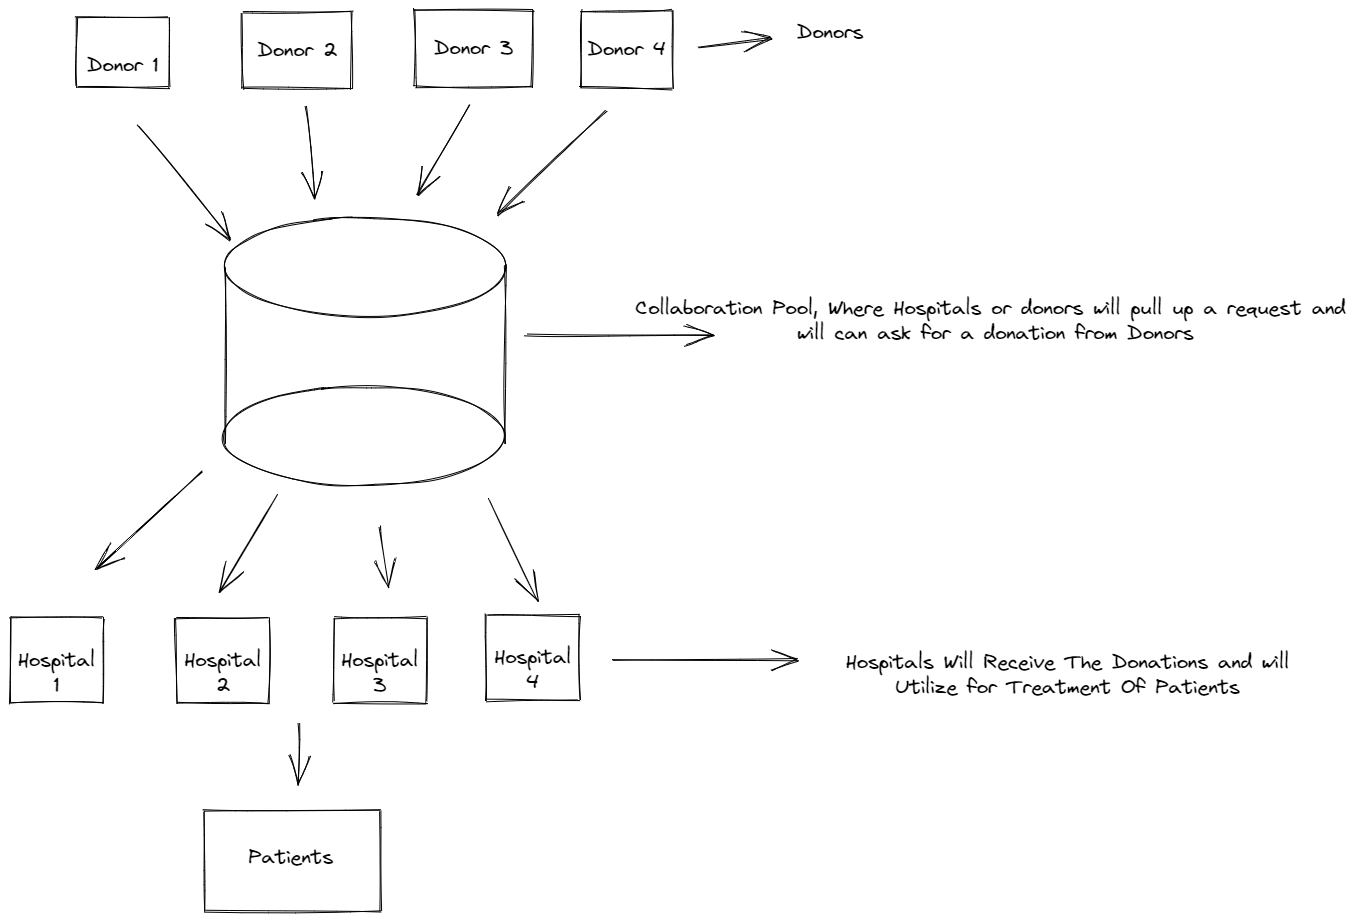 Donor 1
Donor 2
Donor 3
Donor 4
Donors
Collaboration Pool, Where Hospitals or donors will pull up a request and
will can ask for a donation from Donors
Hospital
1
Hospital
2
Hospital
3
Hospital
4
Hospitals Will Receive The Donations and will
Utilize for Treatment Of Patients
Patients